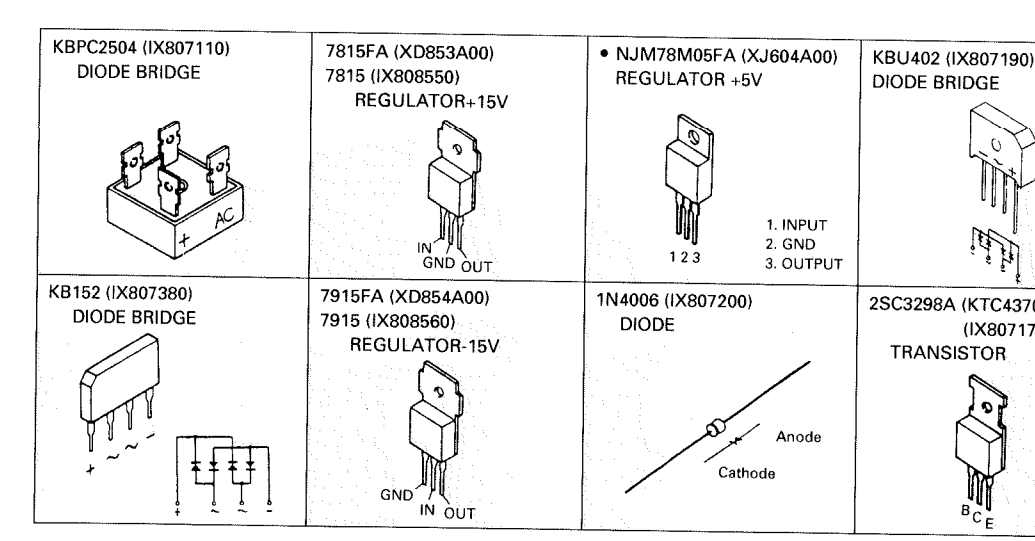 KBPC2504 (IX807110)
DIODE BRIDGE
+ AC
7815FA (XD853A00)
7815 (IX808550)
REGULATOR+15V
IN
GND OUT
• NJM78M05FA (XJ604A00)
REGULATOR +5V
1. INPUT
2. GND
3. OUTPUT
1 2 3
KBU402 (IX807190)
DIODE BRIDGE
− ~ +
KB152 (IX807380)
DIODE BRIDGE
+ ~ ~ −
+ ~ ~ −
7915FA (XD854A00)
7915 (IX808560)
REGULATOR-15V
GND
IN OUT
1N4006 (IX807200)
DIODE
Anode
Cathode
2SC3298A (KTC4370
(IX80717
TRANSISTOR
B C E